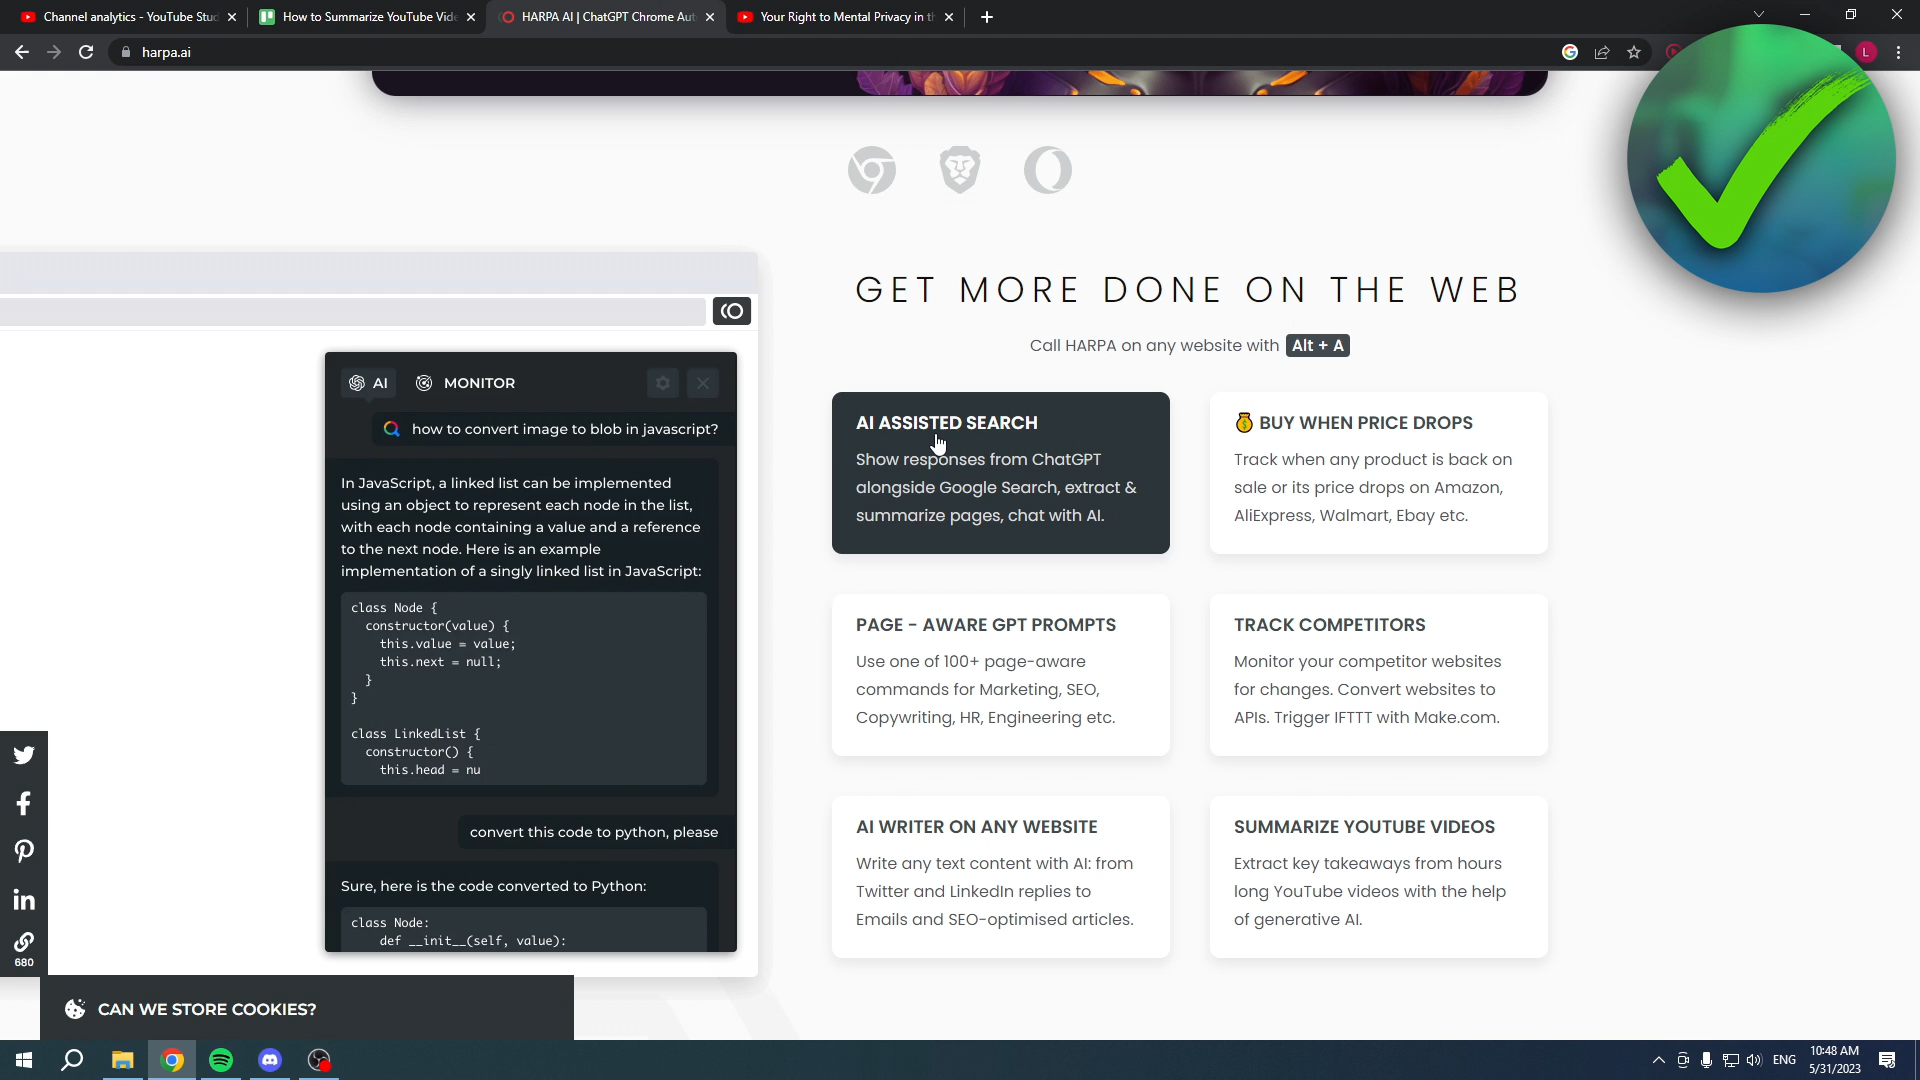 Channel analytics - YouTube Stu
How to Summarize YouTube Vid
HARPA AI | ChatGPT Chrome Aut
Your Right to Mental Privacy in th
harpa.ai
L
GET MORE DONE ON THE WEB
Call HARPA on any website with Alt + A
AI
MONITOR
how to convert image to blob in javascript?
In JavaScript, a linked list can be implemented
using an object to represent each node in the list,
with each node containing a value and a reference
to the next node. Here is an example
implementation of a singly linked list in JavaScript:
class Node {
constructor(value) {
this.value = value;
this.next = null;
}
}
class LinkedList {
constructor() {
this.head = nu
convert this code to python, please
Sure, here is the code converted to Python:
class Node:
def __init__(self, value):
AI ASSISTED SEARCH
Show responses from ChatGPT
alongside Google Search, extract &
summarize pages, chat with AI.
BUY WHEN PRICE DROPS
Track when any product is back on
sale or its price drops on Amazon,
AliExpress, Walmart, Ebay etc.
PAGE - AWARE GPT PROMPTS
Use one of 100+ page-aware
commands for Marketing, SEO,
Copywriting, HR, Engineering etc.
TRACK COMPETITORS
Monitor your competitor websites
for changes. Convert websites to
APIs. Trigger IFTTT with Make.com.
AI WRITER ON ANY WEBSITE
Write any text content with AI: from
Twitter and LinkedIn replies to
Emails and SEO-optimised articles.
SUMMARIZE YOUTUBE VIDEOS
Extract key takeaways from hours
long YouTube videos with the help
of generative AI.
680
CAN WE STORE COOKIES?
ENG
10:48 AM
5/31/2023